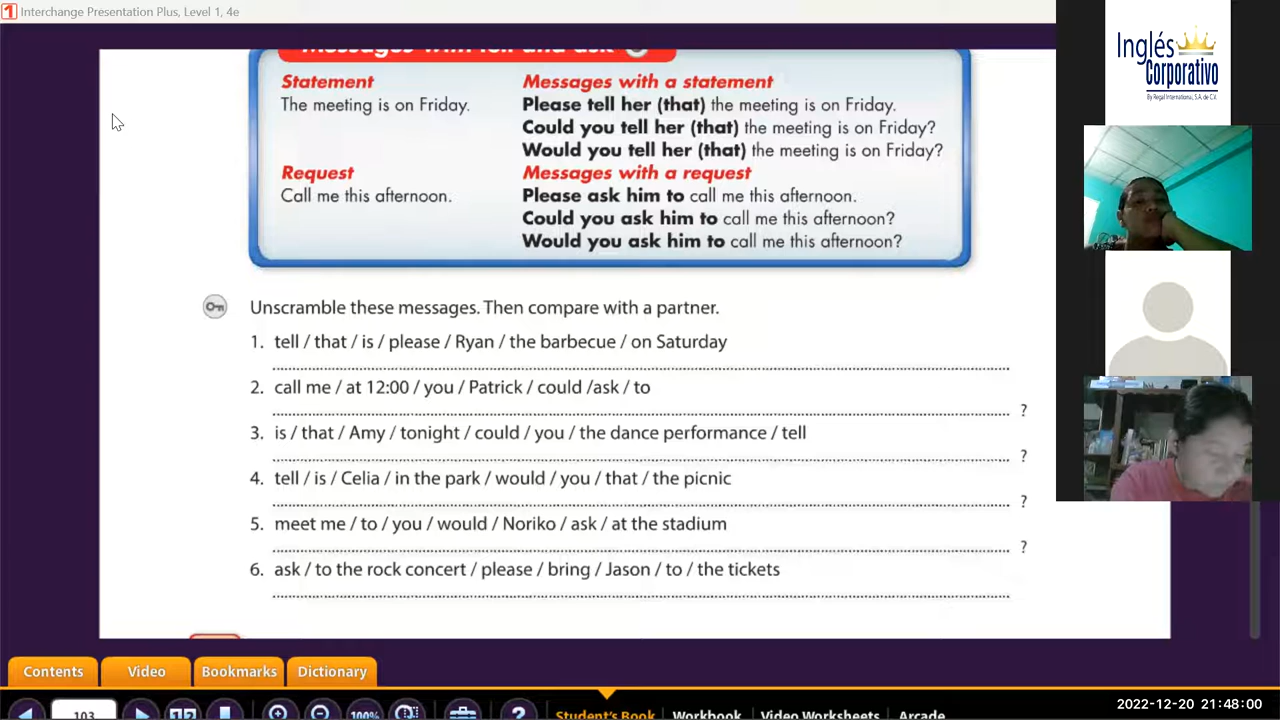 Interchange Presentation Plus, Level 1, 4e
Inglés
Corporativo
By Regal International, S.A. de C.V.
Messages with tell and ask
Statement
Messages with a statement
The meeting is on Friday.
Please tell her (that) the meeting is on Friday.
Could you tell her (that) the meeting is on Friday?
Would you tell her (that) the meeting is on Friday?
Request
Messages with a request
Call me this afternoon.
Please ask him to call me this afternoon.
Could you ask him to call me this afternoon?
Would you ask him to call me this afternoon?
Unscramble these messages. Then compare with a partner.
1. tell / that / is / please / Ryan / the barbecue / on Saturday
2. call me / at 12:00 / you / Patrick / could /ask / to
?
3. is / that / Amy / tonight / could / you / the dance performance / tell
?
4. tell / is / Celia / in the park / would / you / that / the picnic
?
5. meet me / to / you / would / Noriko / ask / at the stadium
?
6. ask / to the rock concert / please / bring / Jason / to / the tickets
Contents
Video
Bookmarks
Dictionary
103
100%
?
Student's Book
Workbook
Video Worksheets
Arcade
2022-12-20 21:48:00